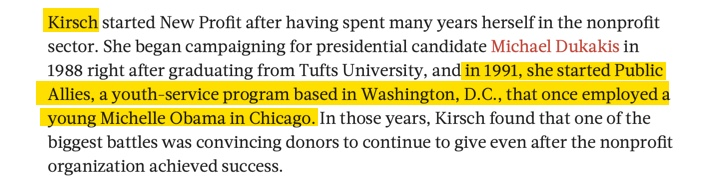 Kirsch started New Profit after having spent many years herself in the nonprofit
sector. She began campaigning for presidential candidate Michael Dukakis in
1988 right after graduating from Tufts University, and in 1991, she started Public
Allies, a youth-service program based in Washington, D.C., that once employed a
young Michelle Obama in Chicago. In those years, Kirsch found that one of the
biggest battles was convincing donors to continue to give even after the nonprofit
organization achieved success.